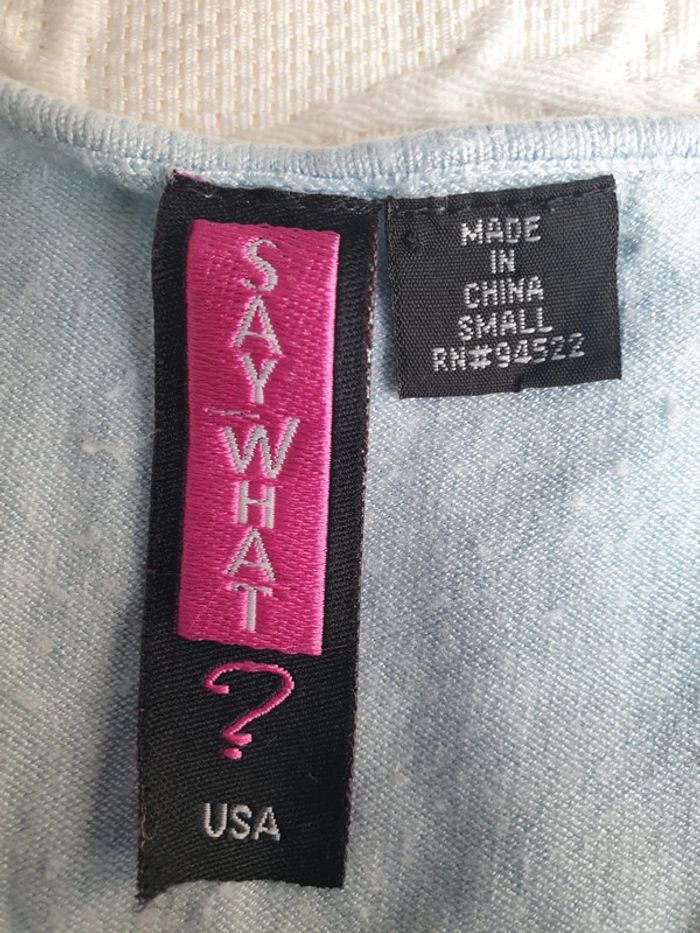 SAY WHAT
?
USA
MADE
IN
CHINA
SMALL
RN#94522